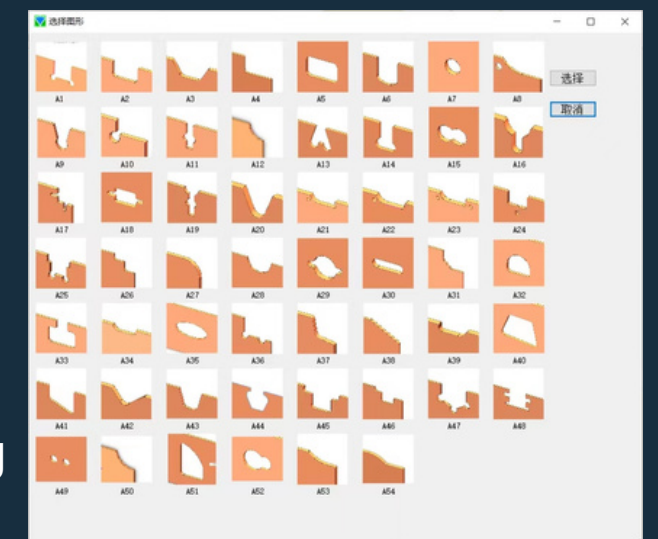 选择图形
A1 A2 A3 A4 A5 A6 A7 A8
选择
取消
A9 A10 A11 A12 A13 A14 A15 A16
A17 A18 A19 A20 A21 A22 A23 A24
A25 A26 A27 A28 A29 A30 A31 A32
A33 A34 A35 A36 A37 A38 A39 A40
A41 A42 A43 A44 A45 A46 A47 A48
A49 A50 A51 A52 A53 A54